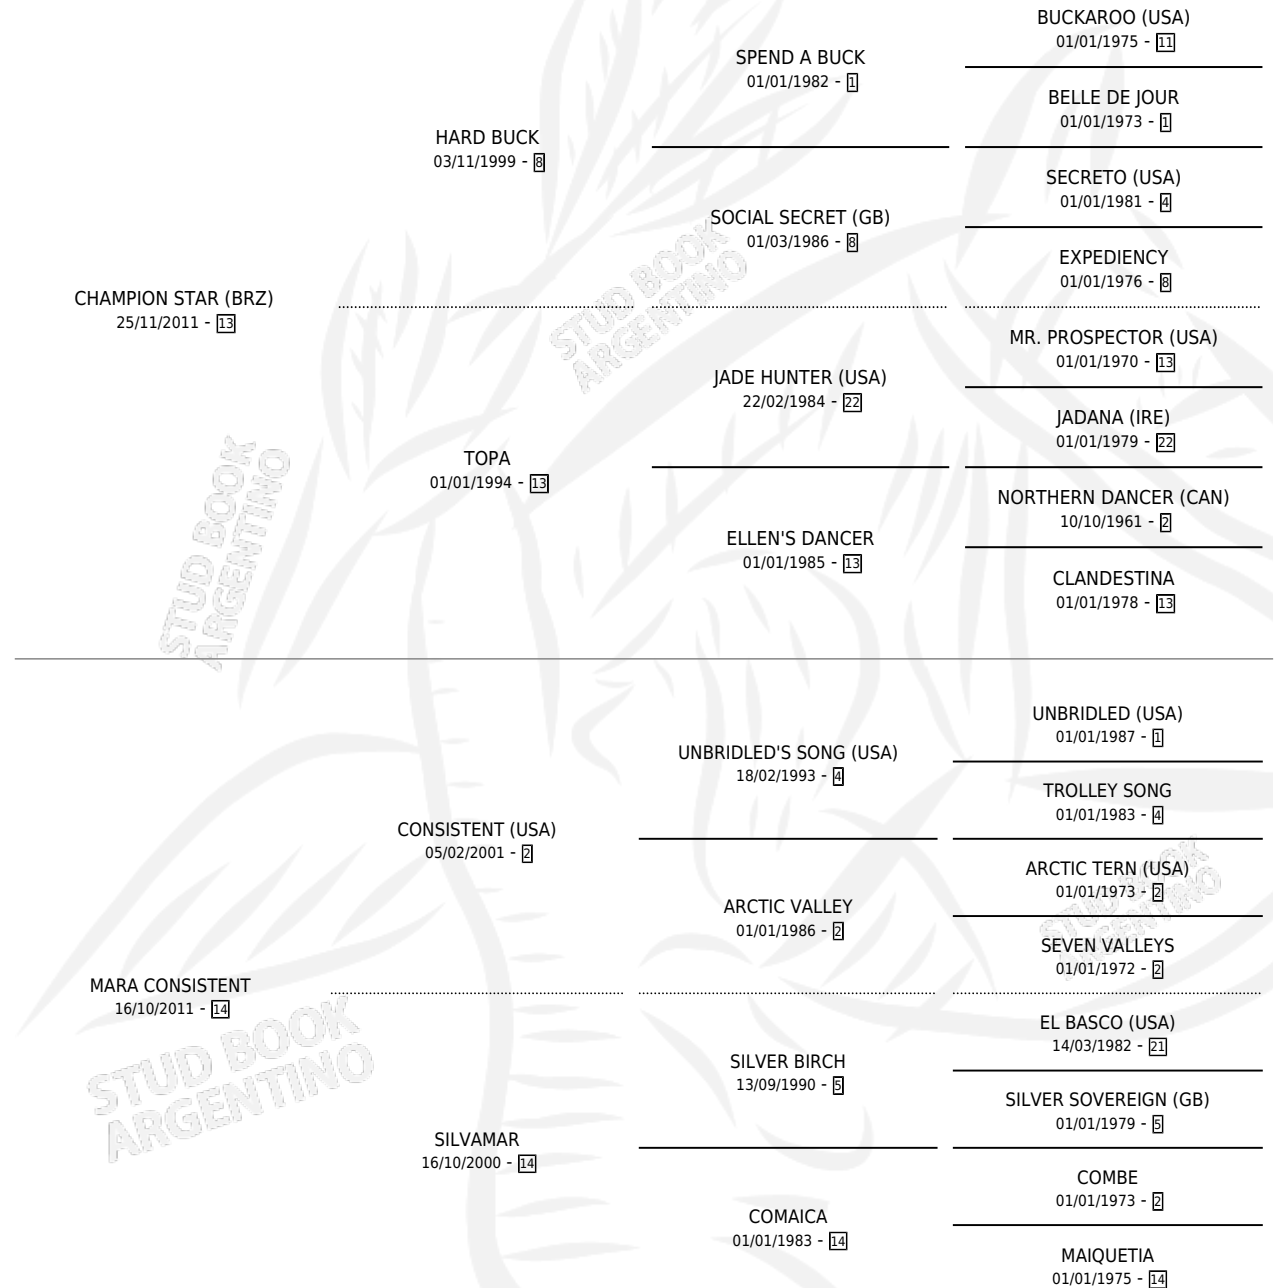 BUCKAROO (USA)
01/01/1975 - 11
SPEND A BUCK
01/01/1982 - 1
BELLE DE JOUR
01/01/1973 - 1
HARD BUCK
03/11/1999 - 8
SECRETO (USA)
01/01/1981 - 4
SOCIAL SECRET (GB)
01/03/1986 - 8
EXPEDIENCY
01/01/1976 - 8
CHAMPION STAR (BRZ)
25/11/2011 - 13
STUD BOOK
ARGENTINO
MR. PROSPECTOR (USA)
01/01/1970 - 13
JADE HUNTER (USA)
22/02/1984 - 22
JADANA (IRE)
01/01/1979 - 22
TOPA
01/01/1994 - 13
NORTHERN DANCER (CAN)
10/10/1961 - 2
ELLEN'S DANCER
01/01/1985 - 13
CLANDESTINA
01/01/1978 - 13
STUD BOOK
ARGENTINO
UNBRIDLED (USA)
01/01/1987 - 1
UNBRIDLED'S SONG (USA)
18/02/1993 - 4
TROLLEY SONG
01/01/1983 - 4
CONSISTENT (USA)
05/02/2001 - 2
ARCTIC TERN (USA)
01/01/1973 - 2
ARCTIC VALLEY
01/01/1986 - 2
SEVEN VALLEYS
01/01/1972 - 2
STUD BOOK
ARGENTINO
MARA CONSISTENT
16/10/2011 - 14
STUD BOOK
ARGENTINO
EL BASCO (USA)
14/03/1982 - 21
SILVER BIRCH
13/09/1990 - 5
SILVER SOVEREIGN (GB)
01/01/1979 - 5
SILVAMAR
16/10/2000 - 14
COMBE
01/01/1973 - 2
COMAICA
01/01/1983 - 14
MAIQUETIA
01/01/1975 - 14